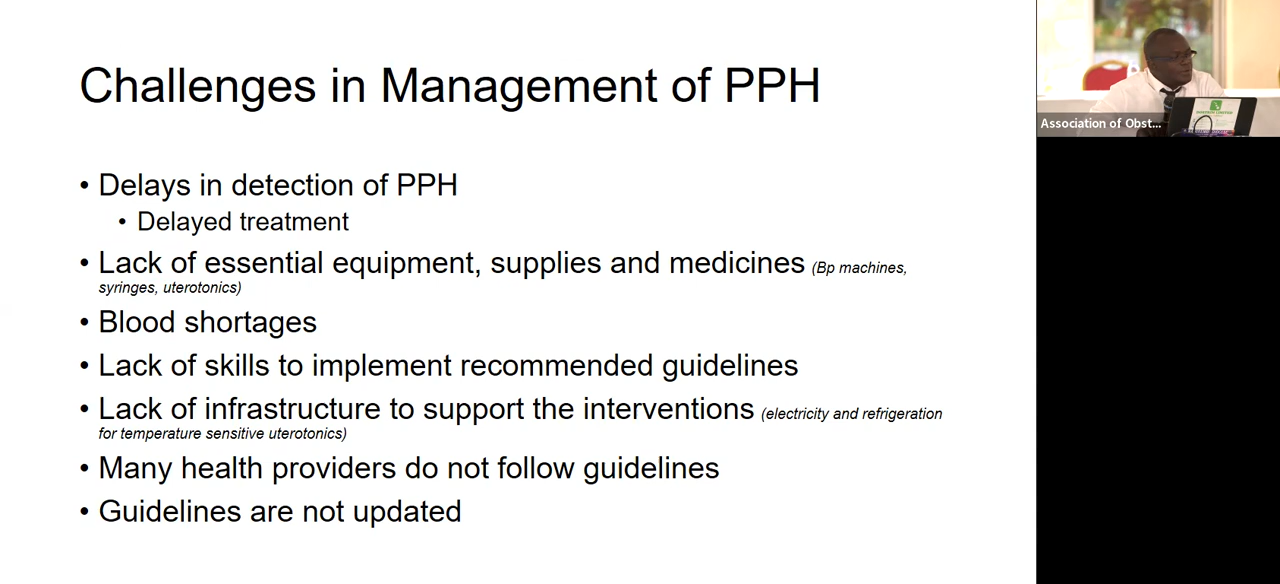 Challenges in Management of PPH
• Delays in detection of PPH
• Delayed treatment
• Lack of essential equipment, supplies and medicines (Bp machines,
syringes, uterotonics)
• Blood shortages
• Lack of skills to implement recommended guidelines
• Lack of infrastructure to support the interventions (electricity and refrigeration
for temperature sensitive uterotonics)
• Many health providers do not follow guidelines
• Guidelines are not updated
Association of Obst...